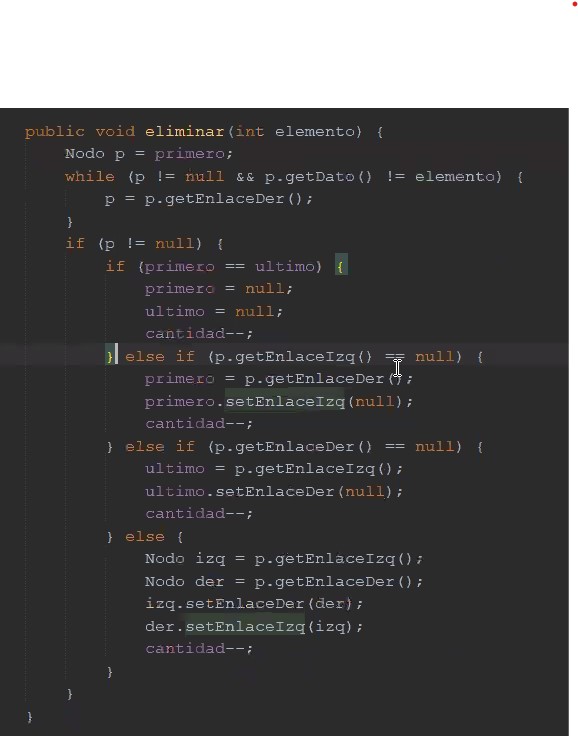 public void eliminar(int elemento) {
    Nodo p = primero;
    while (p != null && p.getDato() != elemento) {
        p = p.getEnlaceDer();
    }
    if (p != null) {
        if (primero == ultimo) {
            primero = null;
            ultimo = null;
            cantidad--;
        } else if (p.getEnlaceIzq() == null) {
            primero = p.getEnlaceDer();
            primero.setEnlaceIzq(null);
            cantidad--;
        } else if (p.getEnlaceDer() == null) {
            ultimo = p.getEnlaceIzq();
            ultimo.setEnlaceDer(null);
            cantidad--;
        } else {
            Nodo izq = p.getEnlaceIzq();
            Nodo der = p.getEnlaceDer();
            izq.setEnlaceDer(der);
            der.setEnlaceIzq(izq);
            cantidad--;
        }
    }
}